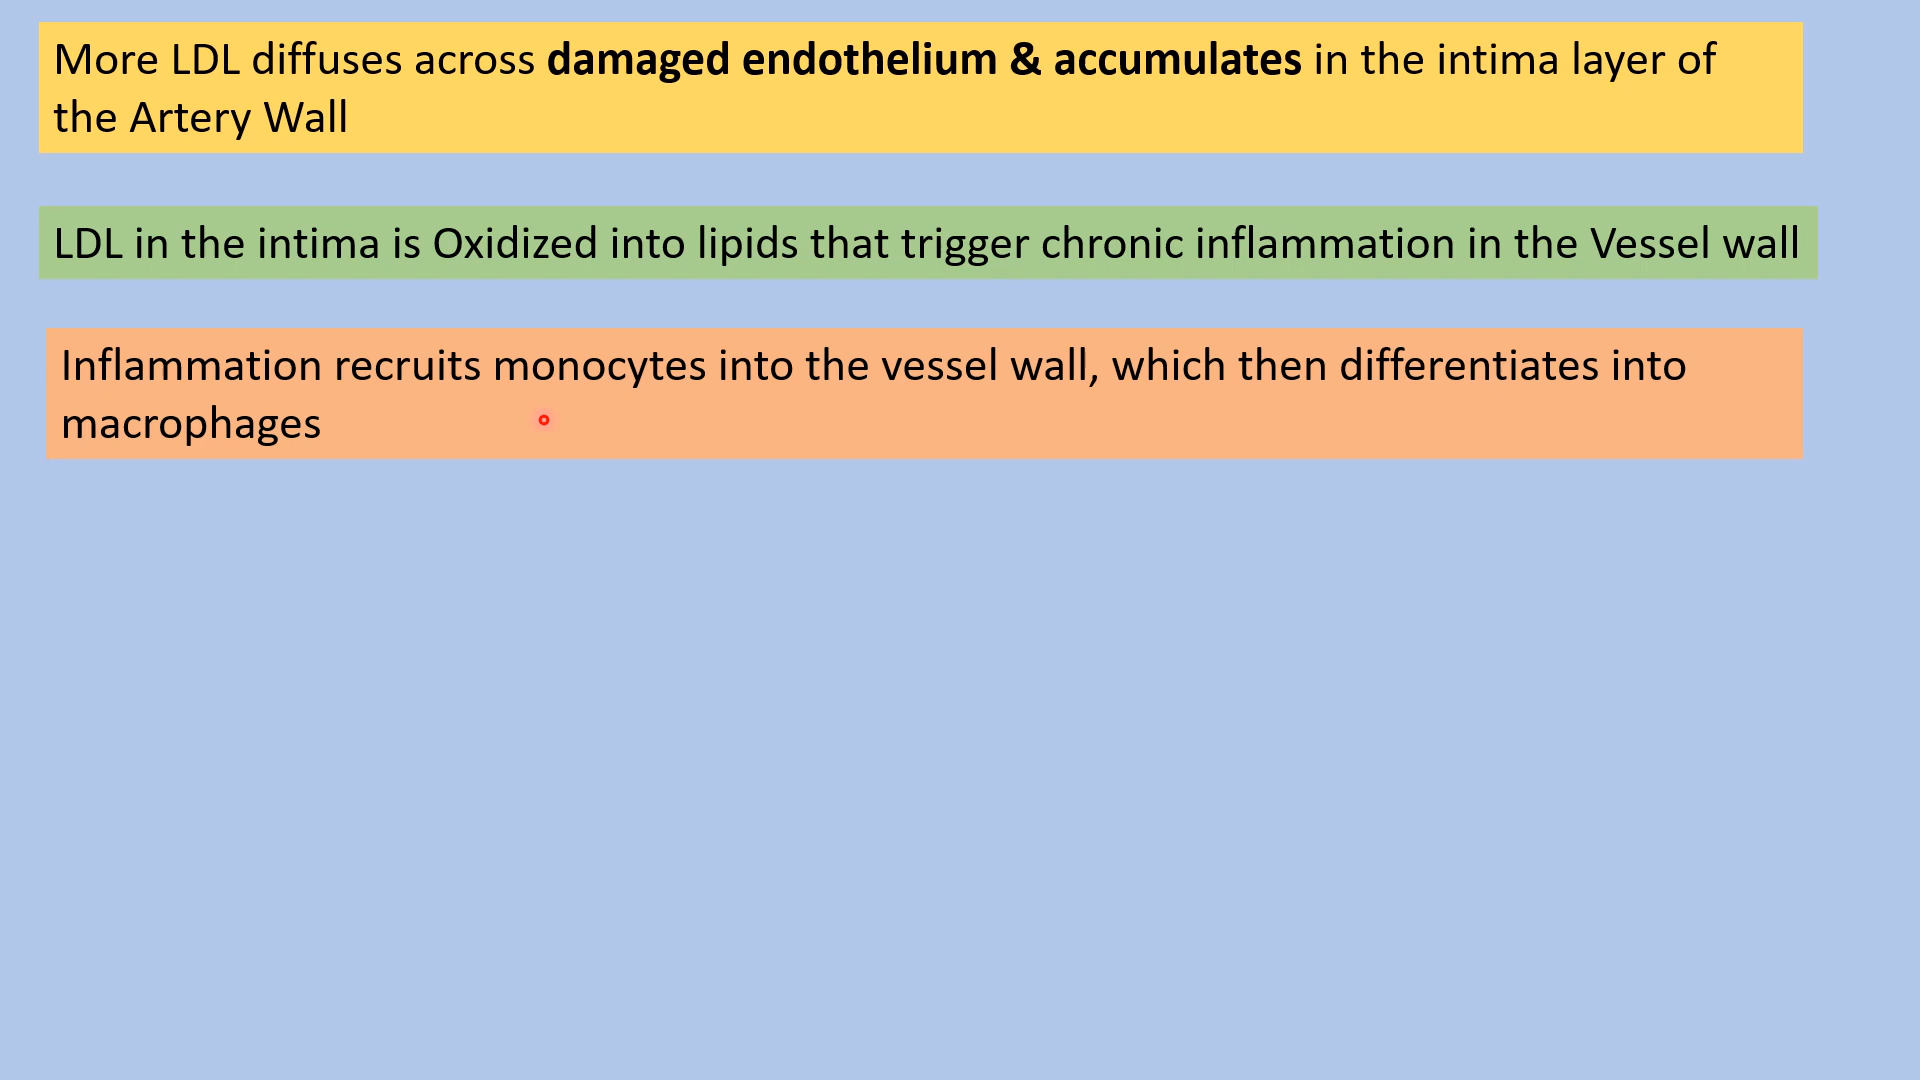 More LDL diffuses across damaged endothelium & accumulates in the intima layer of
the Artery Wall
LDL in the intima is Oxidized into lipids that trigger chronic inflammation in the Vessel wall
Inflammation recruits monocytes into the vessel wall, which then differentiates into
macrophages